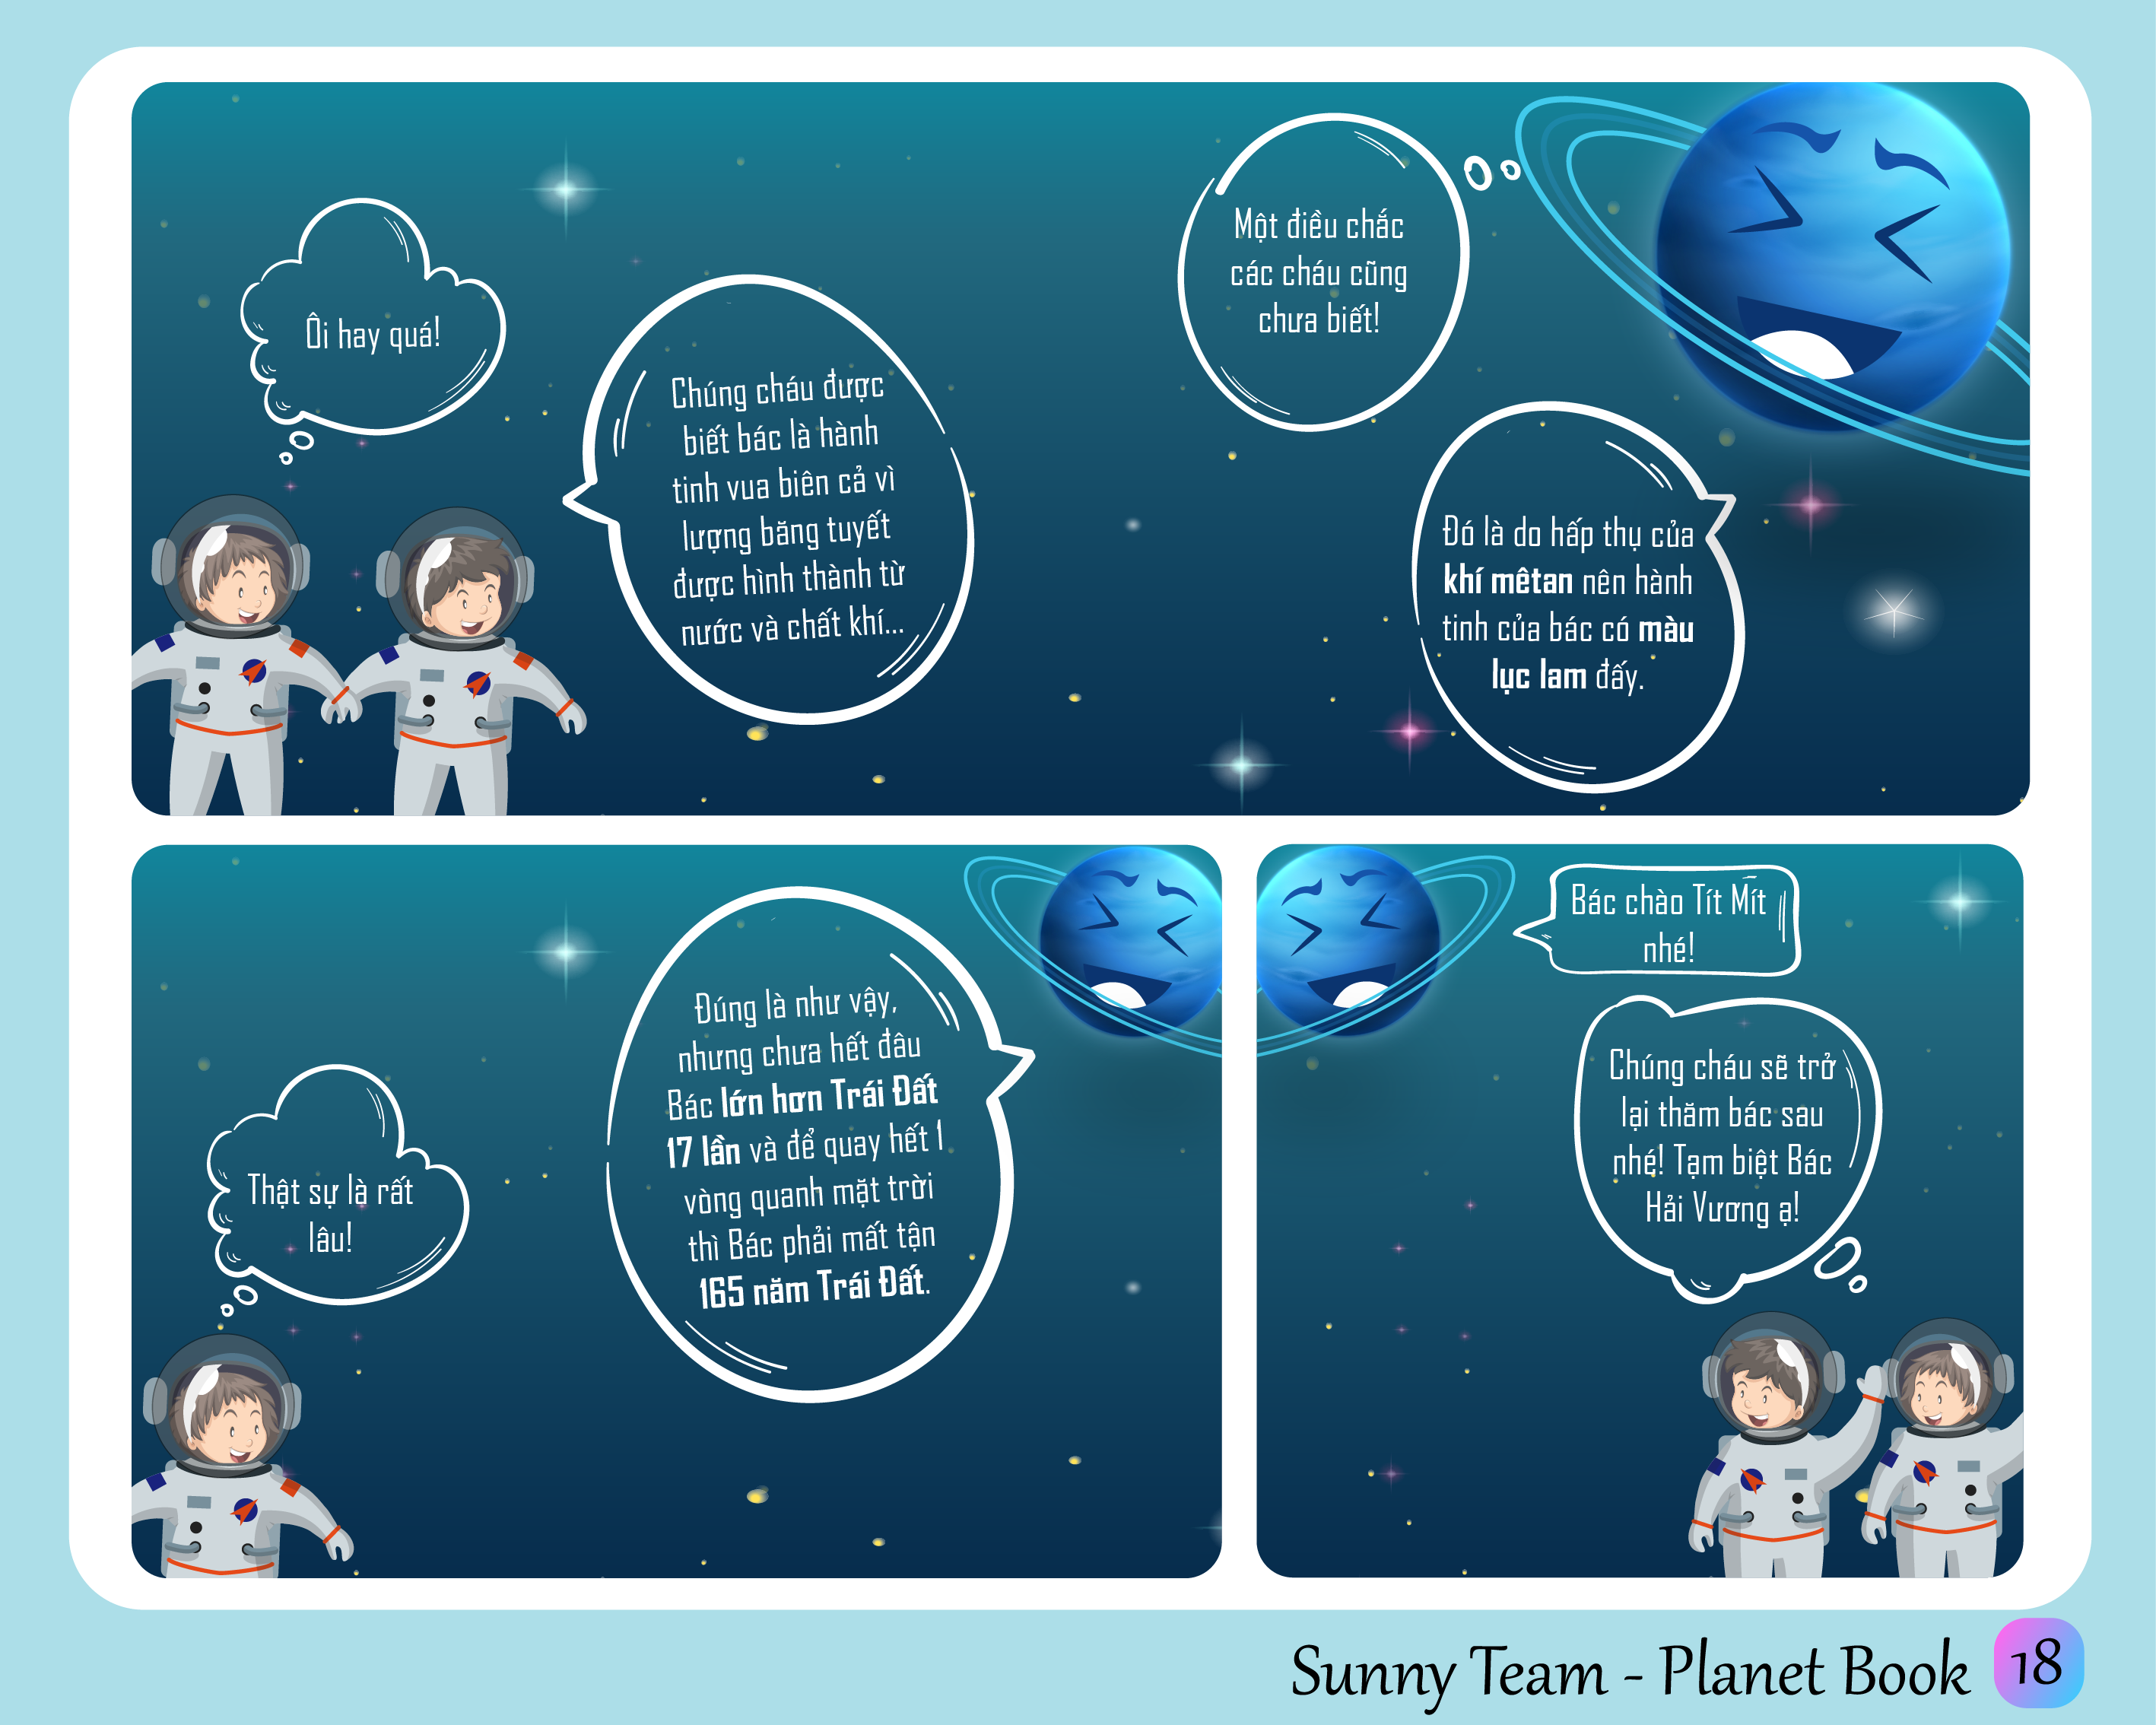 Một điều chắc
các cháu cũng
chưa biết!
Đó là do hấp thụ của
khí mêtan nên hành
tinh của bác có màu
lục lam đấy.
Ôi hay quá!
Chúng cháu được
biết bác là hành
tinh vua biên cả vì
lượng băng tuyết
được hình thành từ
nước và chất khí...
Đúng là như vậy,
nhưng chưa hết đâu
Bác lớn hơn Trái Đất
17 lần và để quay hết 1
vòng quanh mặt trời
thì Bác phải mất tận
165 năm Trái Đất.
Thật sự là rất
lâu!
Bác chào Tít Mít
nhé!
Chúng cháu sẽ trở
lại thăm bác sau
nhé! Tạm biệt Bác
Hải Vương ạ!
Sunny Team - Planet Book 18